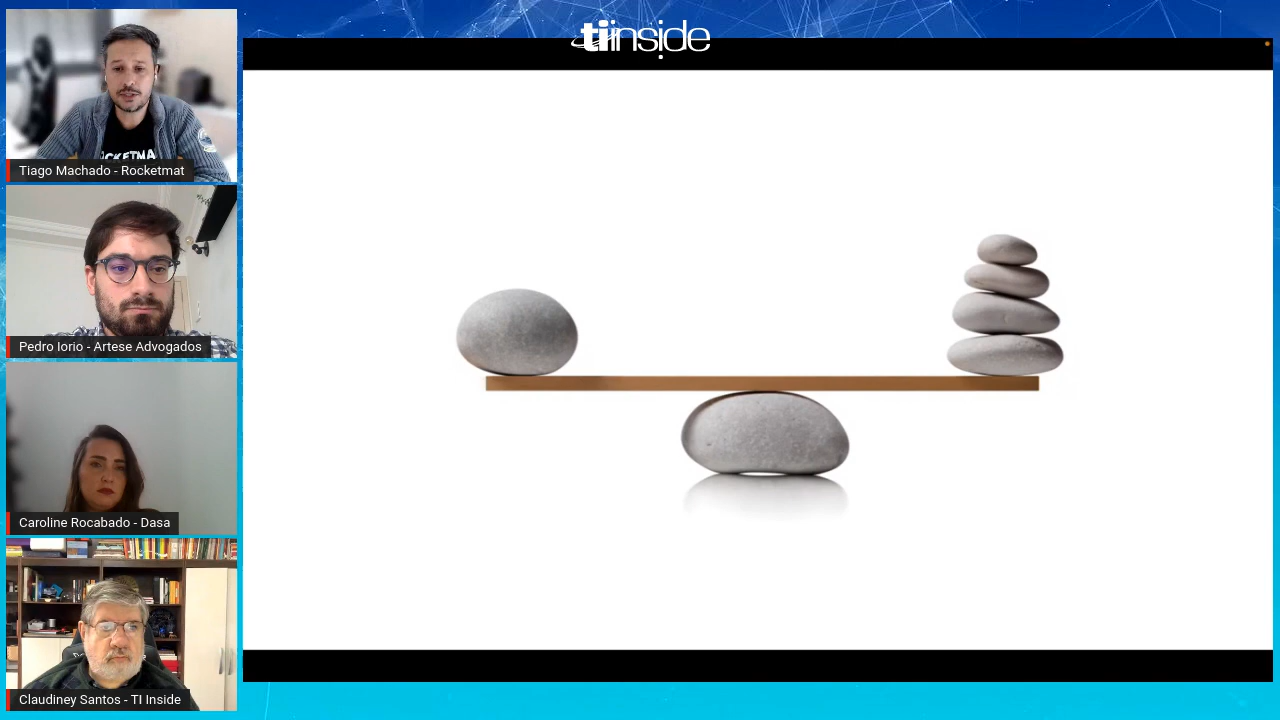 tiinside
Tiago Machado - Rocketmat
Pedro Iorio - Artese Advogados
Caroline Rocabado - Dasa
Claudiney Santos - TI Inside